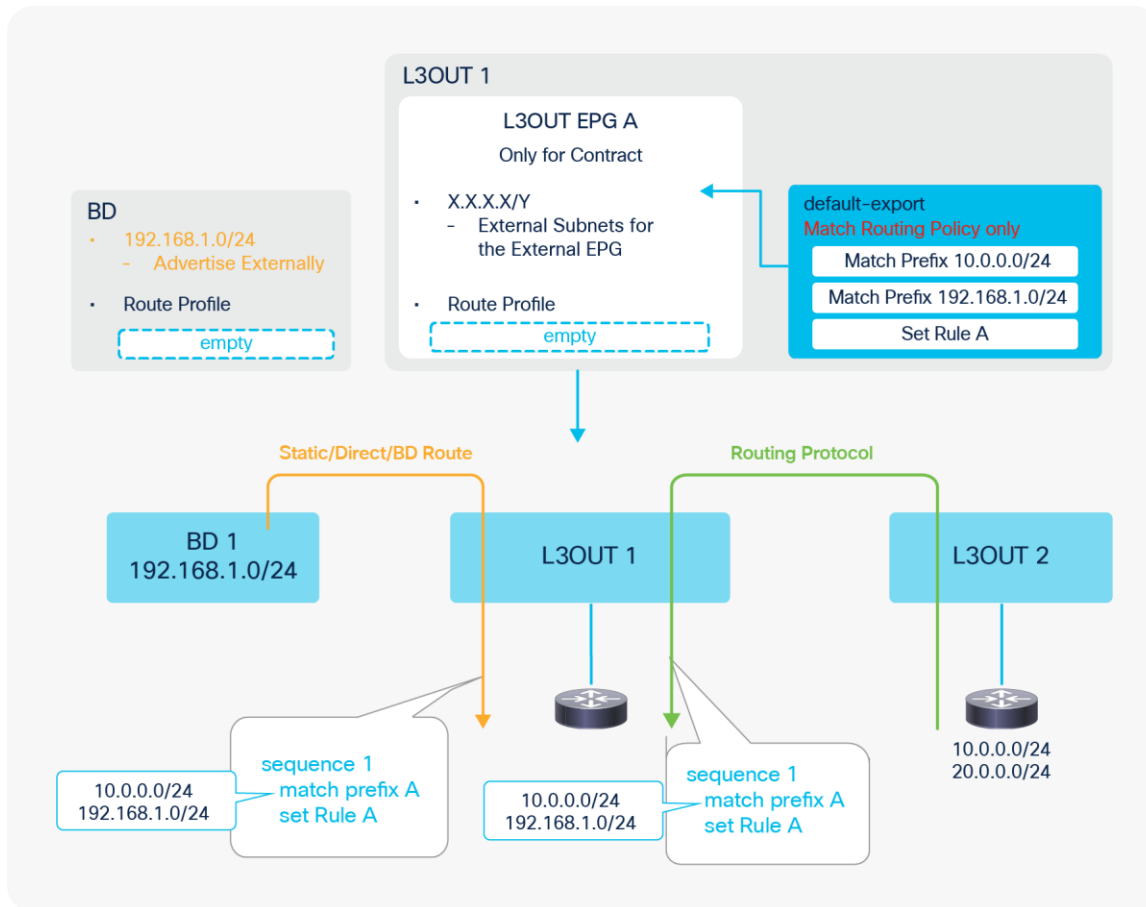 L3OUT 1
L3OUT EPG A
Only for Contract
• X.X.X.X/Y
- External Subnets for
the External EPG
• Route Profile
empty
BD
• 192.168.1.0/24
- Advertise Externally
• Route Profile
empty
default-export
Match Routing Policy only
Match Prefix 10.0.0.0/24
Match Prefix 192.168.1.0/24
Set Rule A
Static/Direct/BD Route
Routing Protocol
BD 1
192.168.1.0/24
L3OUT 1
L3OUT 2
10.0.0.0/24
192.168.1.0/24
sequence 1
match prefix A
set Rule A
10.0.0.0/24
192.168.1.0/24
sequence 1
match prefix A
set Rule A
10.0.0.0/24
20.0.0.0/24